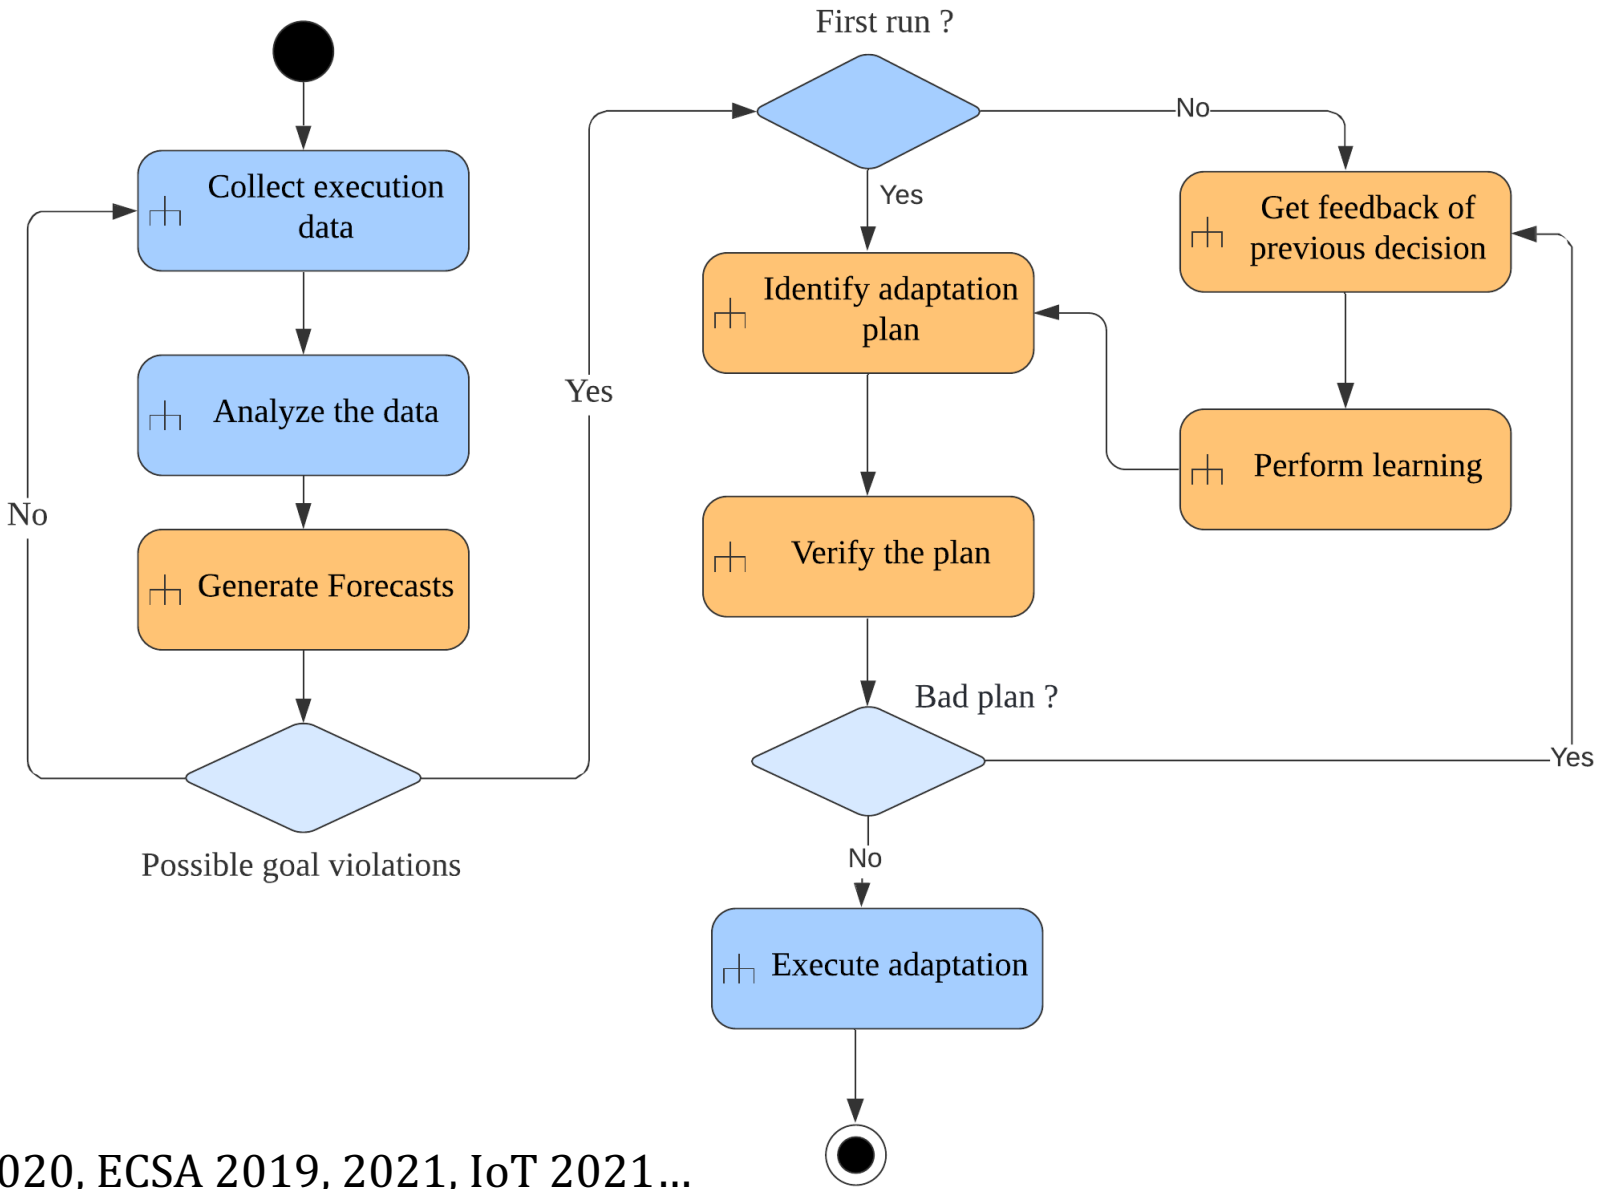 First run ?
No
Collect execution
data
Yes
Get feedback of
previous decision
Identify adaptation
plan
Yes
Analyze the data
Perform learning
No
Verify the plan
Generate Forecasts
Bad plan ?
Yes
Possible goal violations
No
Execute adaptation
020, ECSA 2019, 2021, IoT 2021...